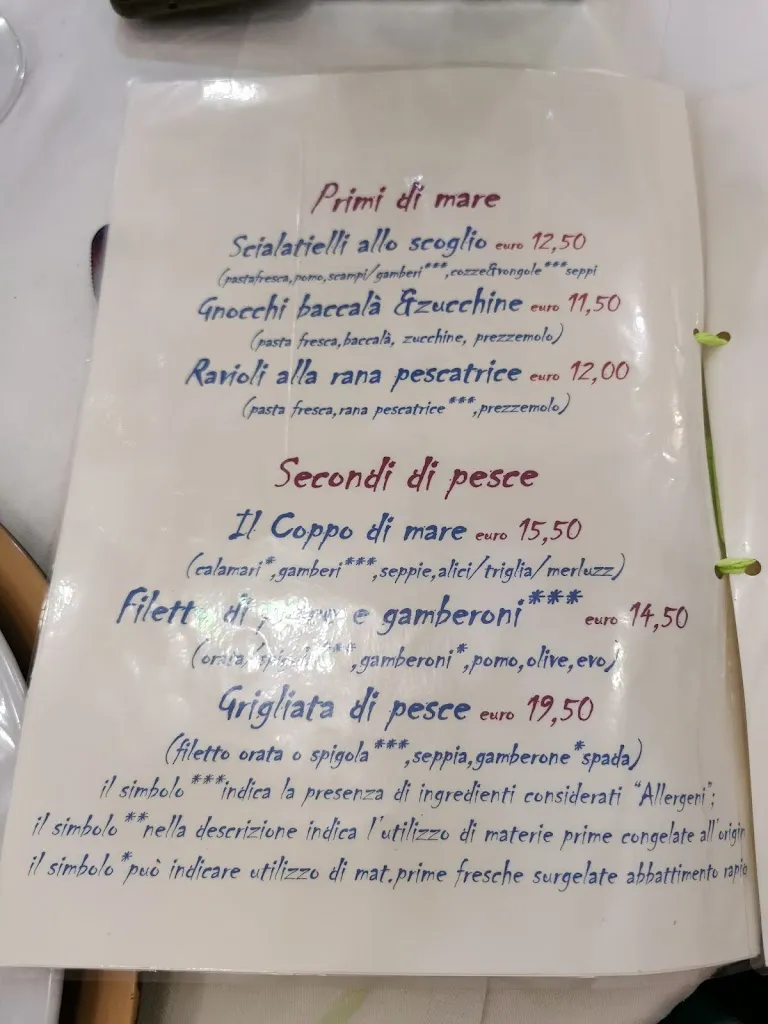 Primi di mare
Scialatielli allo scoglio euro 12,50
(pastafresca,pomo,scampi/gamberi***,cozze&vongole***seppi
Gnocchi baccalà &zucchine euro 11,50
(pasta fresca,baccalà, zucchine, prezzemolo)
Ravioli alla rana pescatrice euro 12,00
(pasta fresca,rana pescatrice***,prezzemolo)
Secondi di pesce
Il Coppo di mare euro 15,50
(calamari*,gamberi***,seppie,alici/triglia/merluzz)
di e gamberoni*** euro 14,50
(orata/ ,gamberoni*,pomo,olive,evo)
Grigliata di pesce euro 19,50
(filetto orata o spigola***,seppia,gamberone*spada)
il simbolo ***indica la presenza di ingredienti considerati "Allergeni";
il simbolo **nella descrizione indica l'utilizzo di materie prime congelate all'origin
il simbolo *può indicare utilizzo di mat.prime fresche surgelate abbattimento rapid